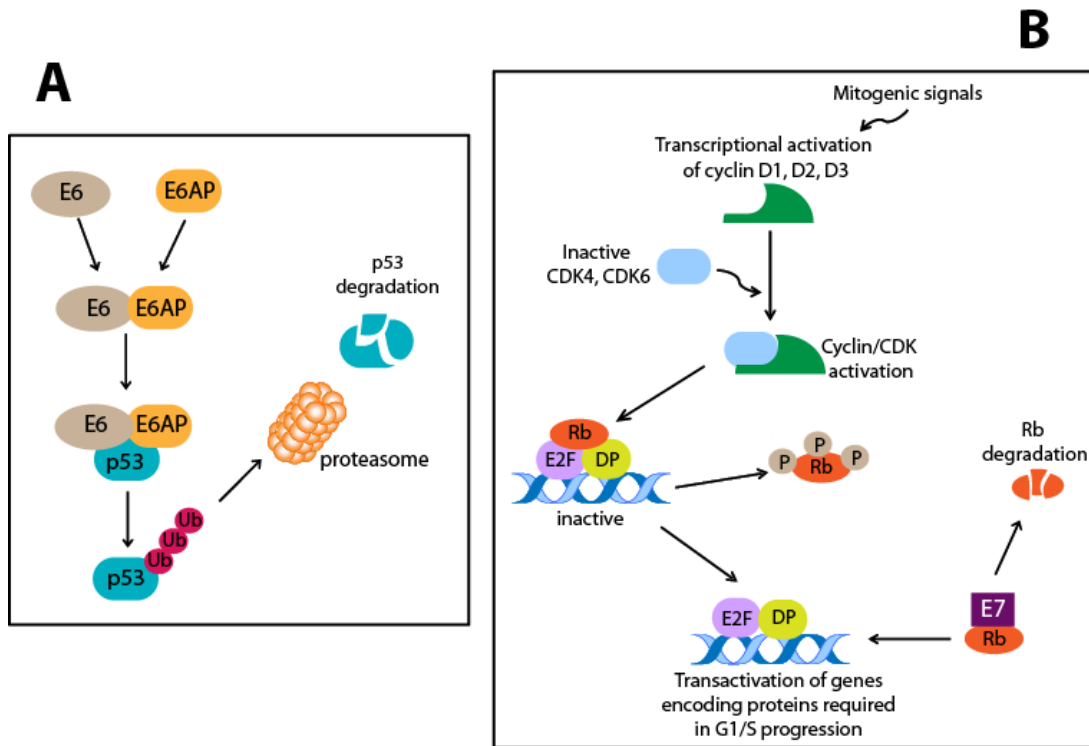 A
E6
E6AP
E6 E6AP
E6 E6AP
p53
p53
Ub
Ub
Ub
proteasome
p53
degradation
B
Mitogenic signals
Transcriptional activation
of cyclin D1, D2, D3
Inactive
CDK4, CDK6
Cyclin/CDK
activation
Rb
E2F DP
inactive
P
P
P
Rb
Rb
degradation
E7
Rb
E2F DP
Transactivation of genes
encoding proteins required
in G1/S progression